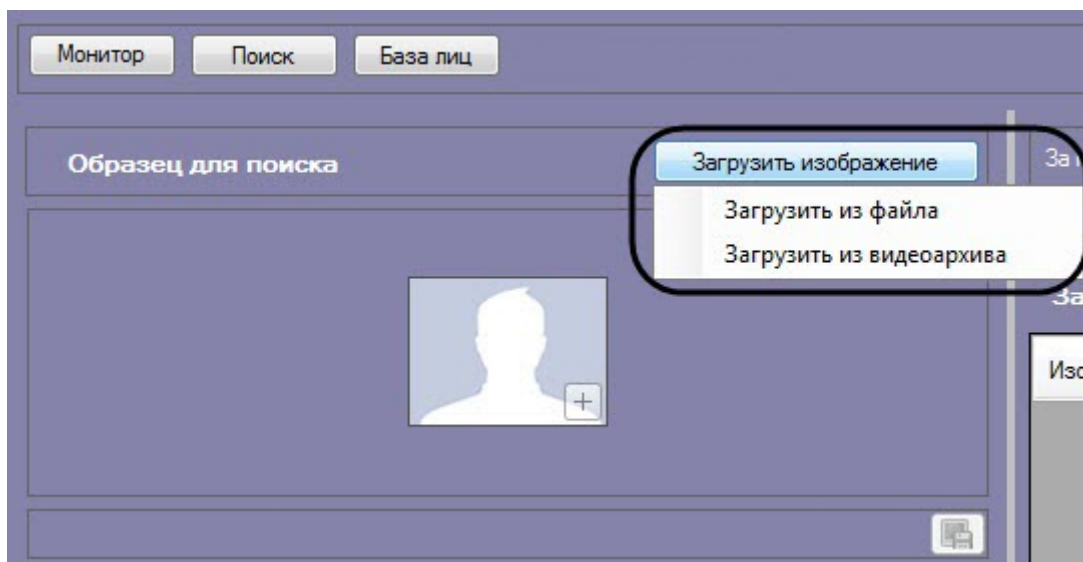 Монитор Поиск База лиц
Образец для поиска
Загрузить изображение
Загрузить из файла
Загрузить из видеоархива